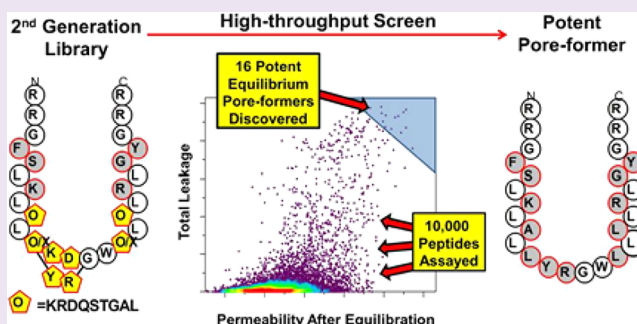 2nd Generation
Library
High-throughput Screen
Potent
Pore-former
N C
R R
R R
G G
F Y
S G
L L
K R
L L
O O
L L
O/X K D G W O/X
Y R
O =KRDQSTGAL
16 Potent
Equilibrium
Pore-formers
Discovered
10,000
Peptides
Assayed
Total Leakage
Permeability After Equilibration
N C
R R
R R
G G
F Y
S G
L L
K R
L L
A L
L L
L Y R G W L